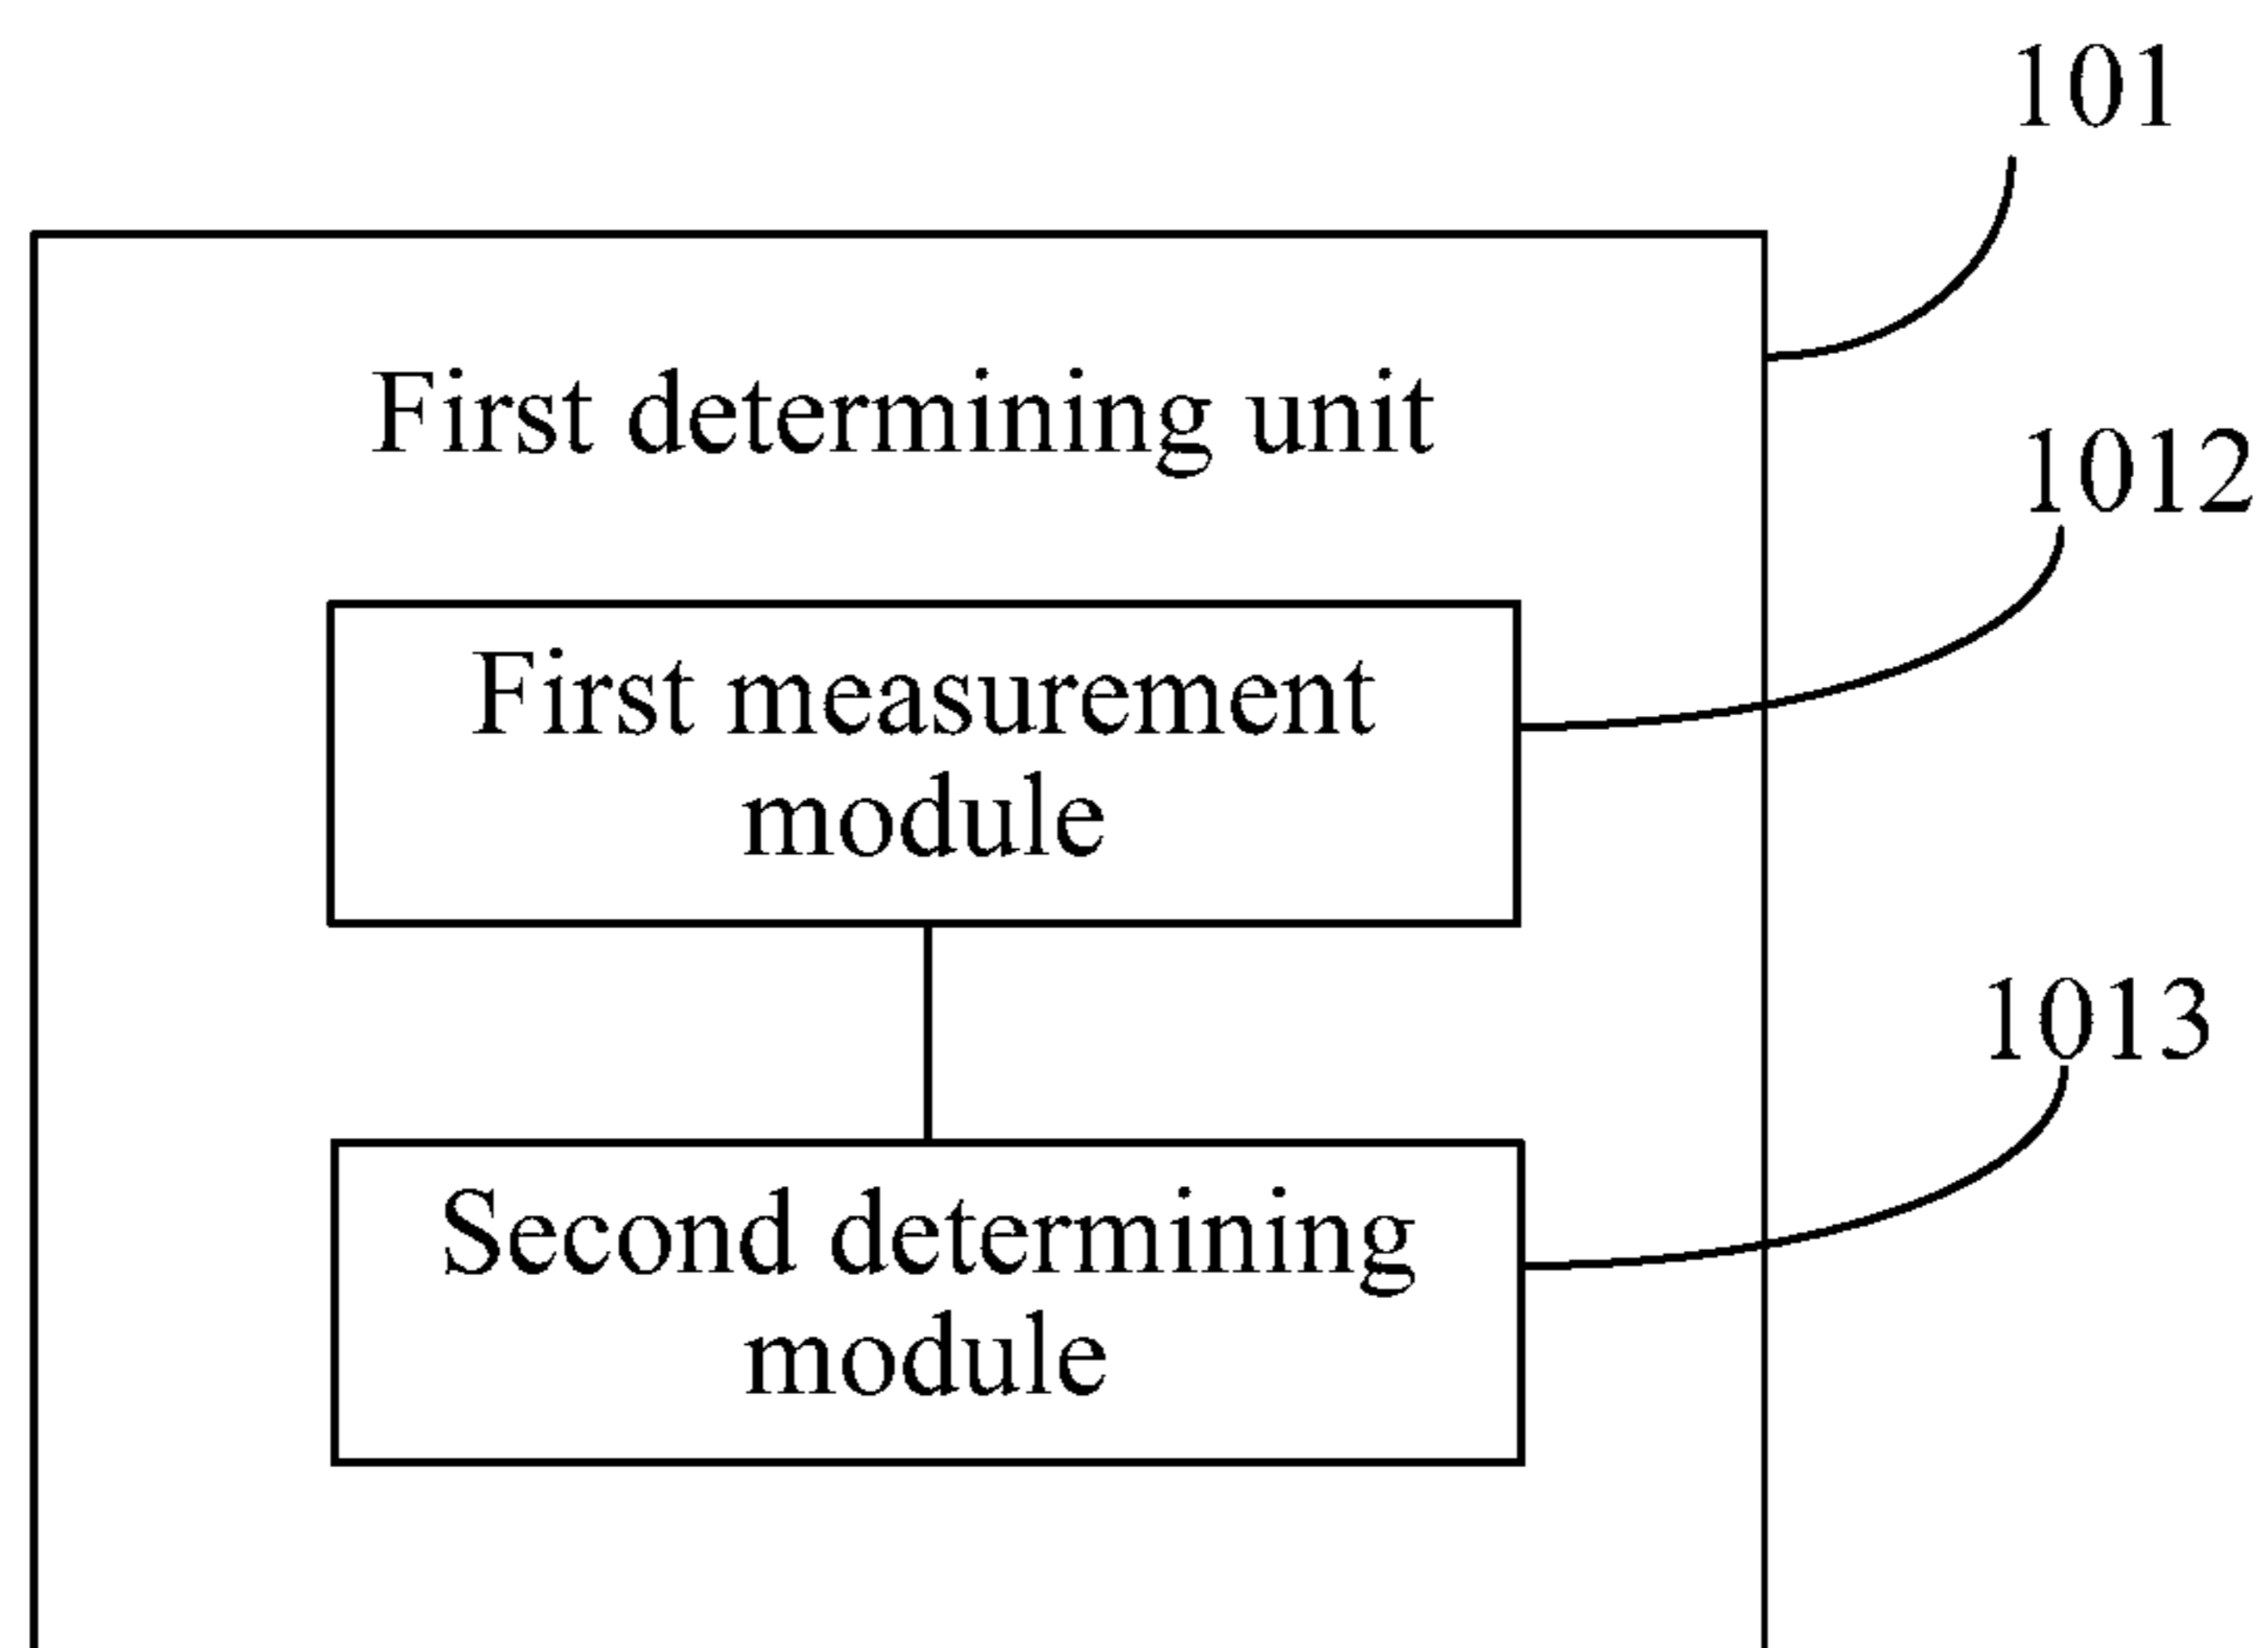 101
First determining unit
1012
First measurement
module
1013
Second determining
module